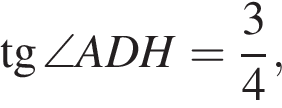 tg ∠ADH = 3/4,